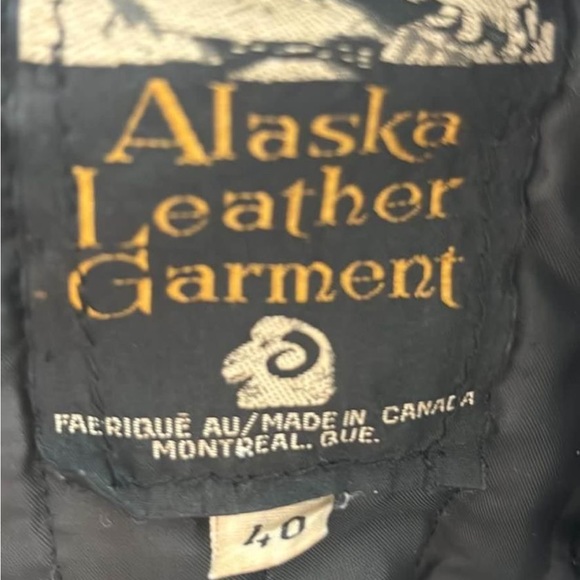 Alaska
Leather
Garment
FABRIQUÉ AU/MADE IN CANADA
MONTREAL. QUE.
40